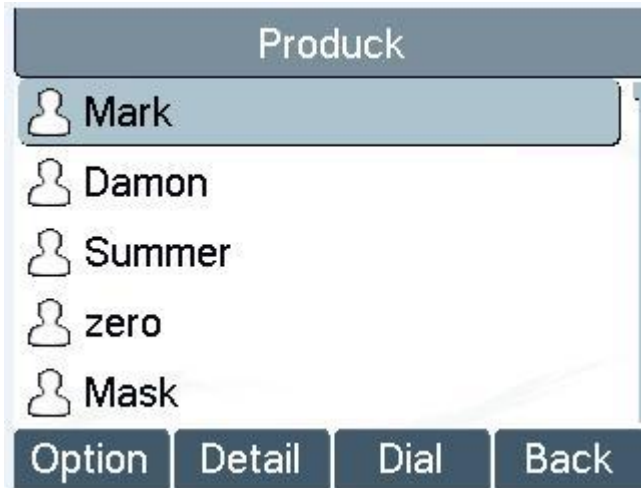 Produck
Mark
Damon
Summer
zero
Mask
Option Detail Dial Back